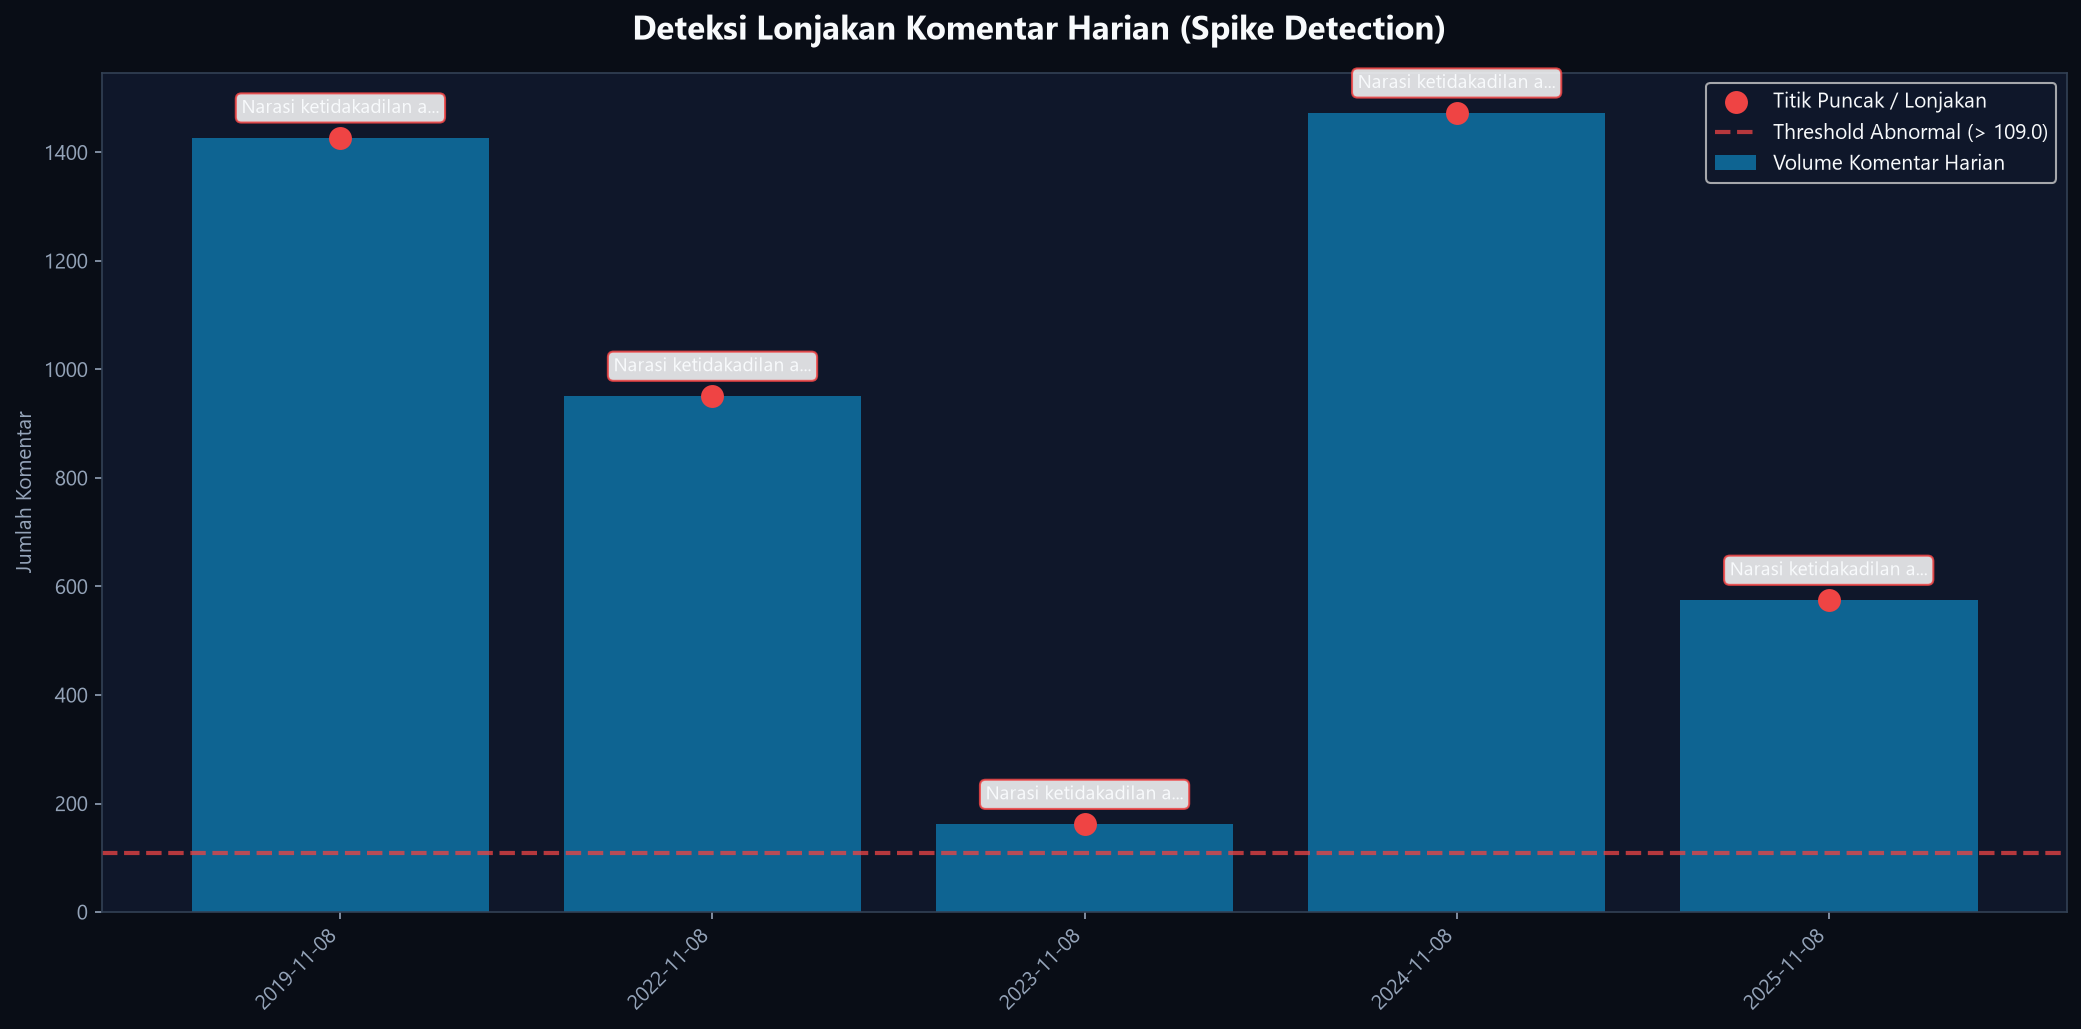 Deteksi Lonjakan Komentar Harian (Spike Detection)
Narasi ketidakadilan a...
Narasi ketidakadilan a...
Narasi ketidakadilan a...
Narasi ketidakadilan a...
Narasi ketidakadilan a...
Titik Puncak / Lonjakan
Threshold Abnormal (> 109.0)
Volume Komentar Harian
Jumlah Komentar
1400
1200
1000
800
600
400
200
0
2019-11-08
2022-11-08
2023-11-08
2024-11-08
2025-11-08